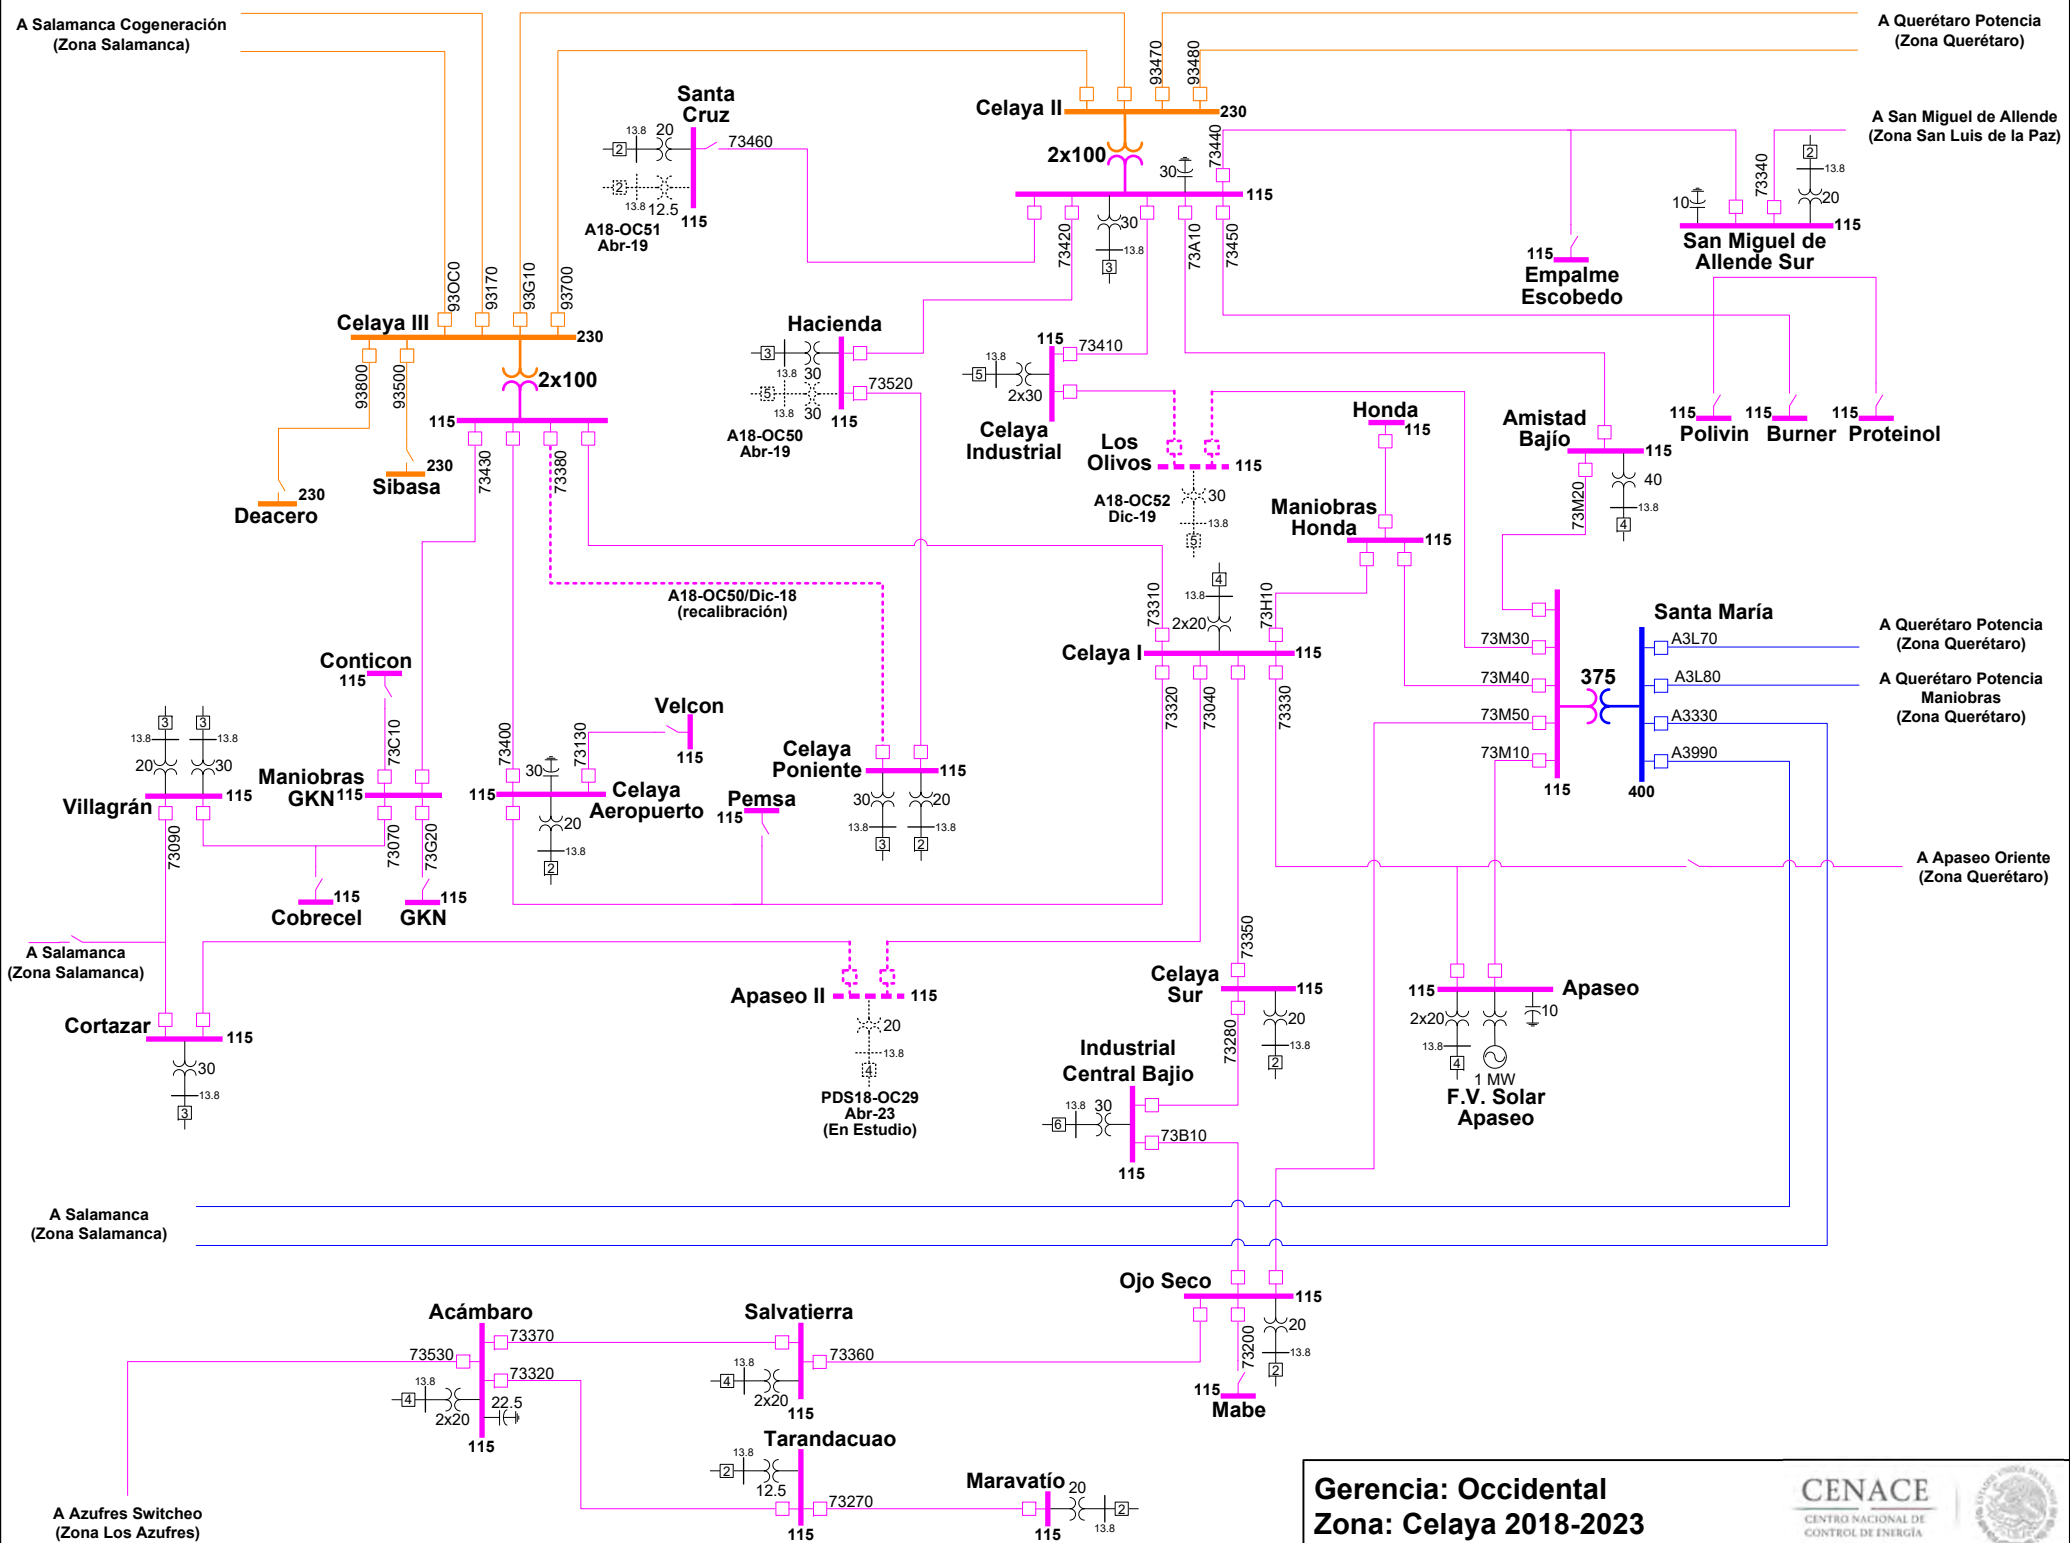 A Salamanca Cogeneración
(Zona Salamanca)
A Querétaro Potencia
(Zona Querétaro)
93470
93480
Santa
Cruz
13.8
20
2
73460
2
13.8
12.5
115
A18-OC51
Abr-19
Celaya II
230
2x100
30
73440
115
73420
30
13.8
3
73A10
73450
A San Miguel de Allende
(Zona San Luis de la Paz)
2
13.8
73340
20
10
115
San Miguel de
Allende Sur
115
Empalme
Escobedo
93OC0
93170
93G10
93700
Celaya III
230
93800
93500
2x100
230
Sibasa
230
Deacero
115
73430
73380
Hacienda
3
13.8
30
73520
5
13.8
30
115
A18-OC50
Abr-19
115
73410
13.8
5
2x30
Celaya
Industrial
Los
Olivos
115
30
A18-OC52
Dic-19
13.8
5
Honda
115
Maniobras
Honda
115
Amistad
Bajío
115
40
73M20
13.8
4
115
Polivin
115
Burner
115
Proteinol
A18-OC50/Dic-18
(recalibración)
4
13.8
2x20
73310
73H10
Celaya I
115
73320
73040
73330
73M30
73M40
73M50
73M10
115
375
Santa María
A3L70
A3L80
A3330
A3990
400
A Querétaro Potencia
(Zona Querétaro)
A Querétaro Potencia
Maniobras
(Zona Querétaro)
Conticon
115
73C10
3
3
13.8
13.8
20
30
Villagrán
115
Maniobras
GKN
115
73090
73070
73G20
115
Cobrecel
115
GKN
Velcon
115
73400
73130
30
115
Celaya
Aeropuerto
20
13.8
2
Pemsa
115
Celaya
Poniente
115
30
20
13.8
13.8
3
2
A Apaseo Oriente
(Zona Querétaro)
A Salamanca
(Zona Salamanca)
Cortazar
115
30
13.8
3
Apaseo II
115
20
13.8
4
PDS18-OC29
Abr-23
(En Estudio)
73350
Celaya
Sur
115
73280
20
13.8
2
115
Apaseo
2x20
10
13.8
4
1 MW
F.V. Solar
Apaseo
Industrial
Central Bajio
13.8
30
6
73B10
115
A Salamanca
(Zona Salamanca)
Ojo Seco
115
73200
20
13.8
2
115
Mabe
Acámbaro
73370
73530
73320
13.8
4
2x20
22.5
115
Salvatierra
73360
13.8
4
2x20
115
Tarandacuao
13.8
2
12.5
73270
115
Maravatío
20
2
13.8
115
A Azufres Switcheo
(Zona Los Azufres)
Gerencia: Occidental
Zona: Celaya 2018-2023
CENACE
CENTRO NACIONAL DE
CONTROL DE ENERGÍA